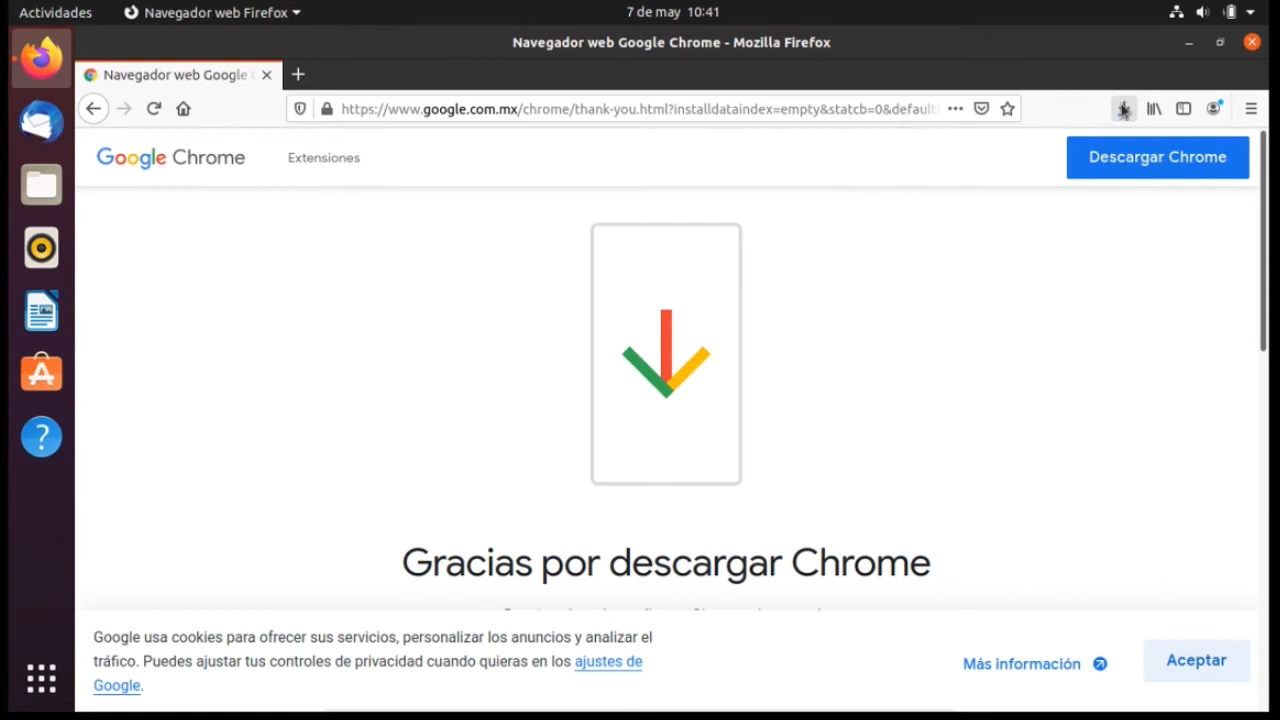 Actividades
Navegador web Firefox
7 de may 10:41
Navegador web Google Chrome - Mozilla Firefox
Navegador web Google
https://www.google.com.mx/chrome/thank-you.html?installdataindex=empty&statcb=0&default
Google Chrome
Extensiones
Descargar Chrome
Gracias por descargar Chrome
Google usa cookies para ofrecer sus servicios, personalizar los anuncios y analizar el
tráfico. Puedes ajustar tus controles de privacidad cuando quieras en los ajustes de
Google.
Más información
Aceptar